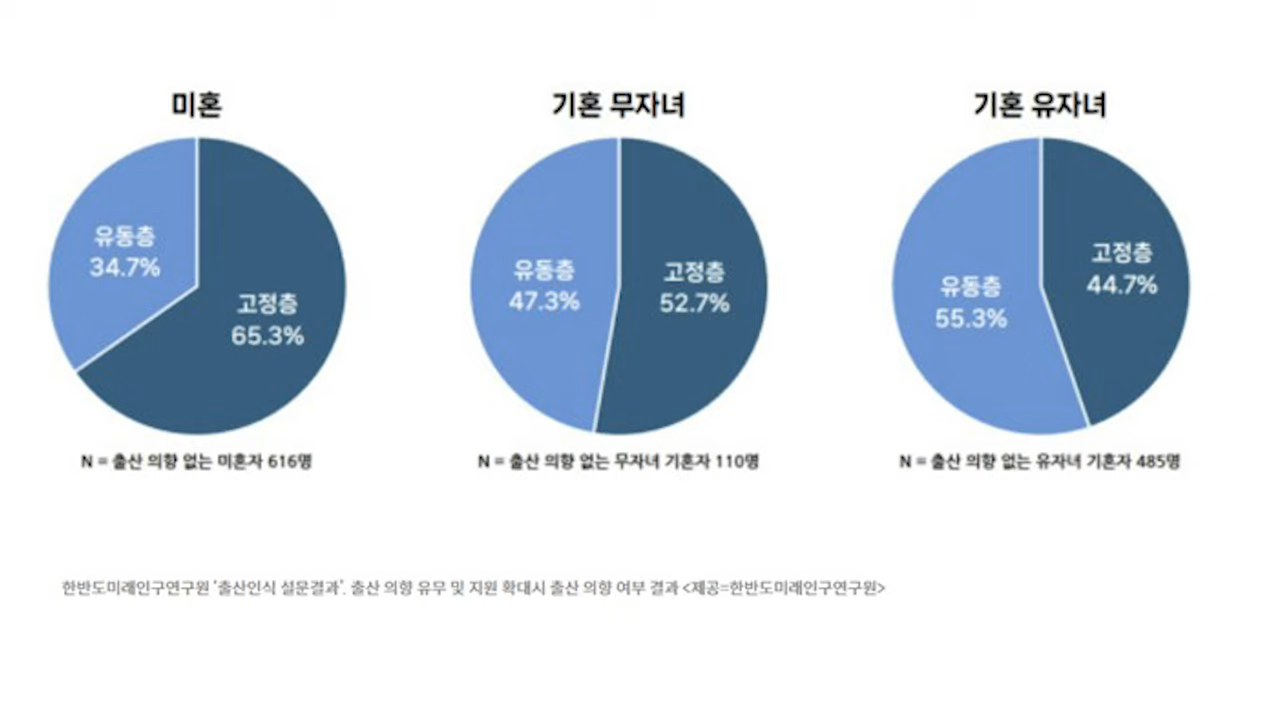 미혼
유동층
34.7%
고정층
65.3%
N = 출산 의향 없는 미혼자 616명
기혼 무자녀
유동층
47.3%
고정층
52.7%
N = 출산 의향 없는 무자녀 기혼자 110명
기혼 유자녀
유동층
55.3%
고정층
44.7%
N = 출산 의향 없는 유자녀 기혼자 485명
한반도미래인구연구원 '출산인식 설문결과'. 출산 의향 유무 및 지원 확대시 출산 의향 여부 결과 <제공=한반도미래인구연구원>